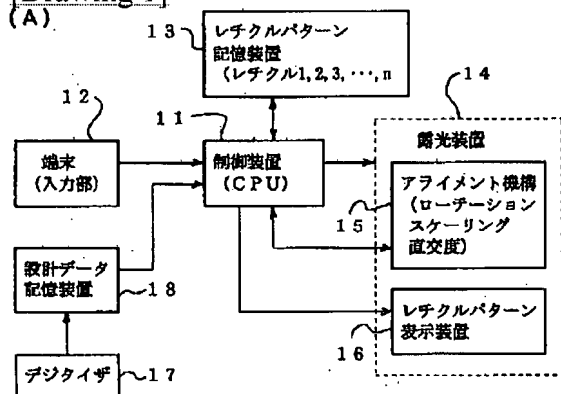 (A)
13
レチクルパターン
記憶装置
(レチクル1,2,3,…,n
14
12
11
露光装置
端末
(入力部)
制御装置
(CPU)
アライメント機構
(ローテーション
スケーリング
直交度)
15
設計データ
記憶装置
18
レチクルパターン
表示装置
16
デジタイザ
17